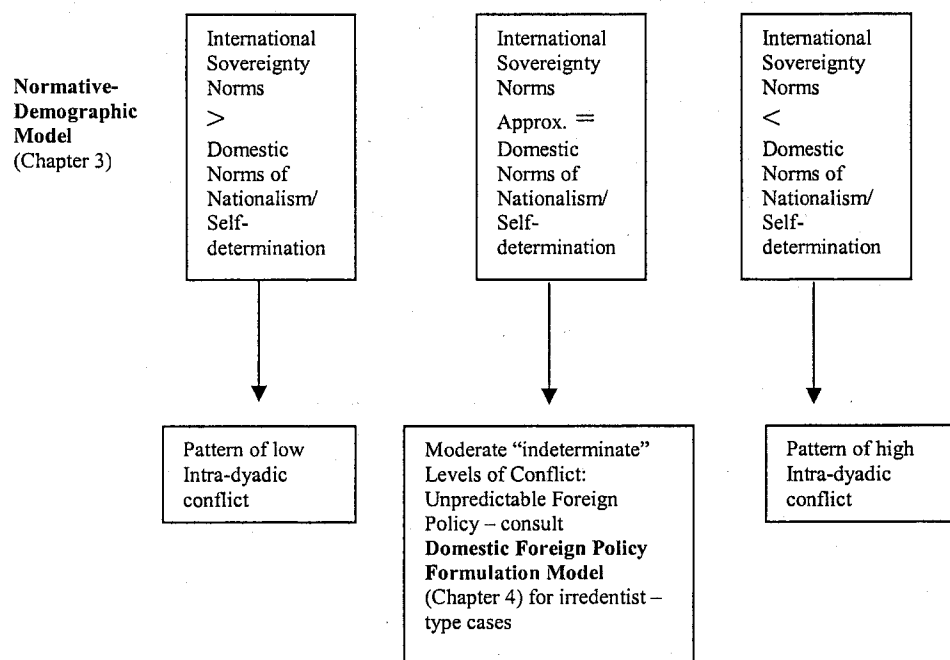 Normative-
Demographic
Model
(Chapter 3)
International
Sovereignty
Norms
>
Domestic
Norms of
Nationalism/
Self-
determination
International
Sovereignty
Norms
Approx. =
Domestic
Norms of
Nationalism/
Self-
determination
International
Sovereignty
Norms
<
Domestic
Norms of
Nationalism/
Self-
determination
Pattern of low
Intra-dyadic
conflict
Moderate “indeterminate”
Levels of Conflict:
Unpredictable Foreign
Policy – consult
Domestic Foreign Policy
Formulation Model
(Chapter 4) for irredentist –
type cases
Pattern of high
Intra-dyadic
conflict